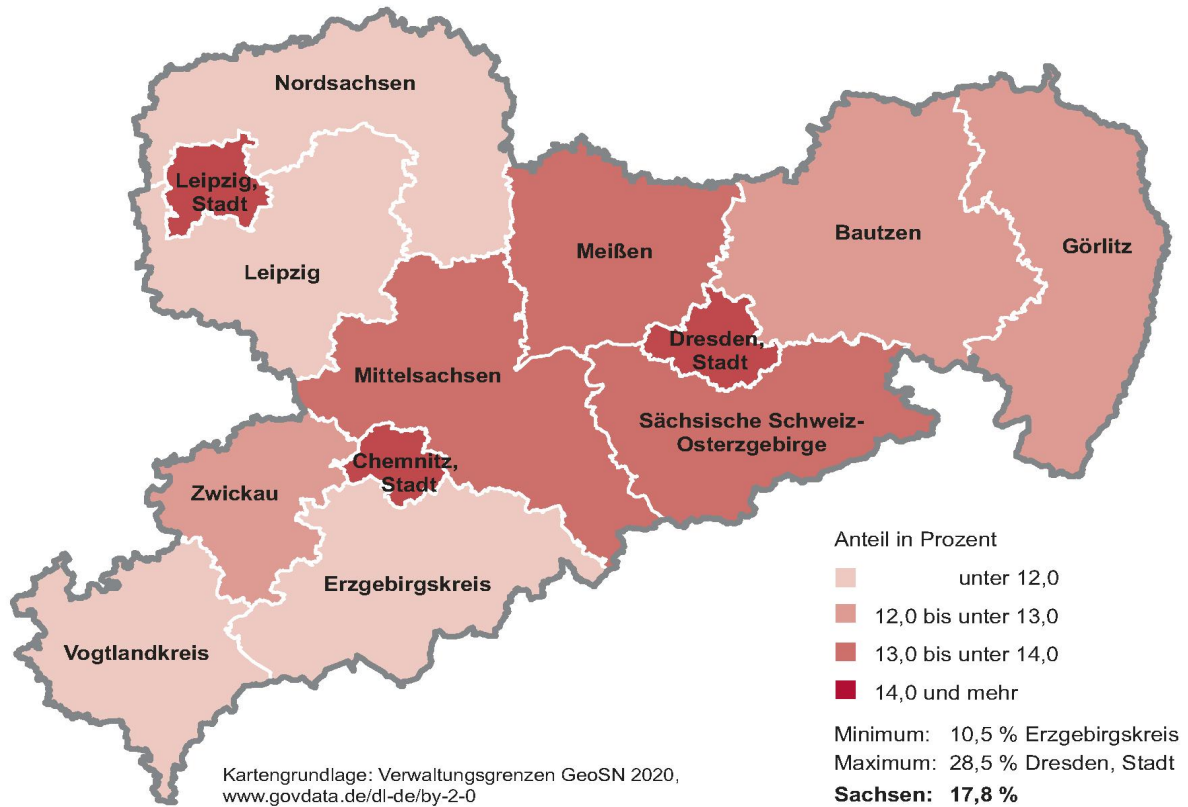 Nordsachsen
Leipzig,
Stadt
Leipzig
Meißen
Bautzen
Görlitz
Dresden,
Stadt
Mittelsachsen
Sächsische Schweiz-
Osterzgebirge
Chemnitz,
Stadt
Zwickau
Erzgebirgskreis
Vogtlandkreis
Anteil in Prozent
unter 12,0
12,0 bis unter 13,0
13,0 bis unter 14,0
14,0 und mehr
Minimum: 10,5 % Erzgebirgskreis
Maximum: 28,5 % Dresden, Stadt
Sachsen: 17,8 %
Kartengrundlage: Verwaltungsgrenzen GeoSN 2020,
www.govdata.de/dl-de/by-2-0